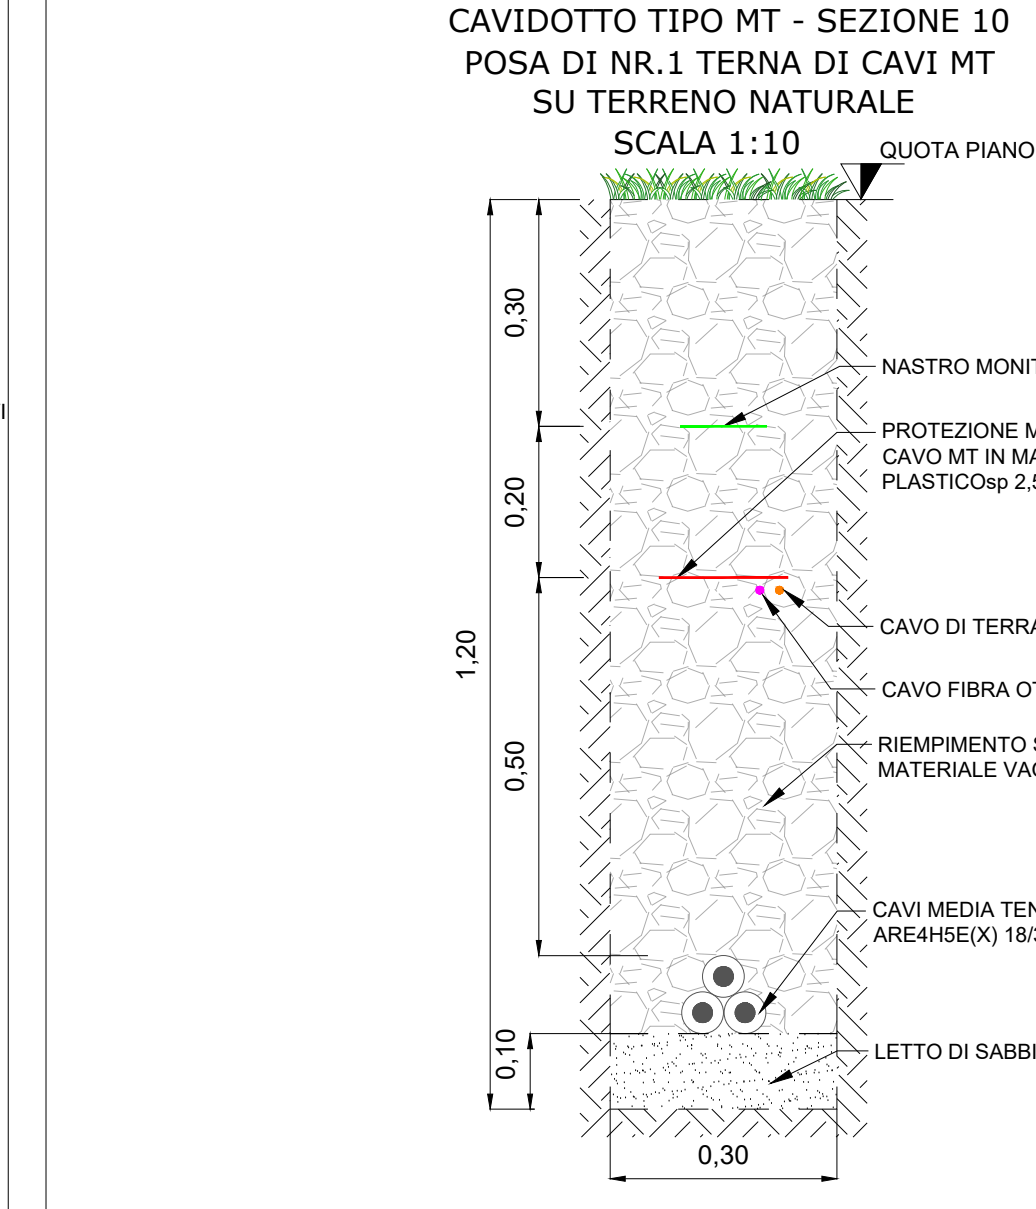 CAVIDOTTO TIPO MT - SEZIONE 10
POSA DI NR.1 TERNA DI CAVI MT
SU TERRENO NATURALE
SCALA 1:10
QUOTA PIANO
0,30
NASTRO MONIT
PROTEZIONE M
CAVO MT IN MA
PLASTICOsp 2,5
0,20
CAVO DI TERRA
1,20
CAVO FIBRA OT
RIEMPIMENTO S
MATERIALE VAG
0,50
CAVI MEDIA TEN
ARE4H5E(X) 18/3
0,10
LETTO DI SABBI
0,30